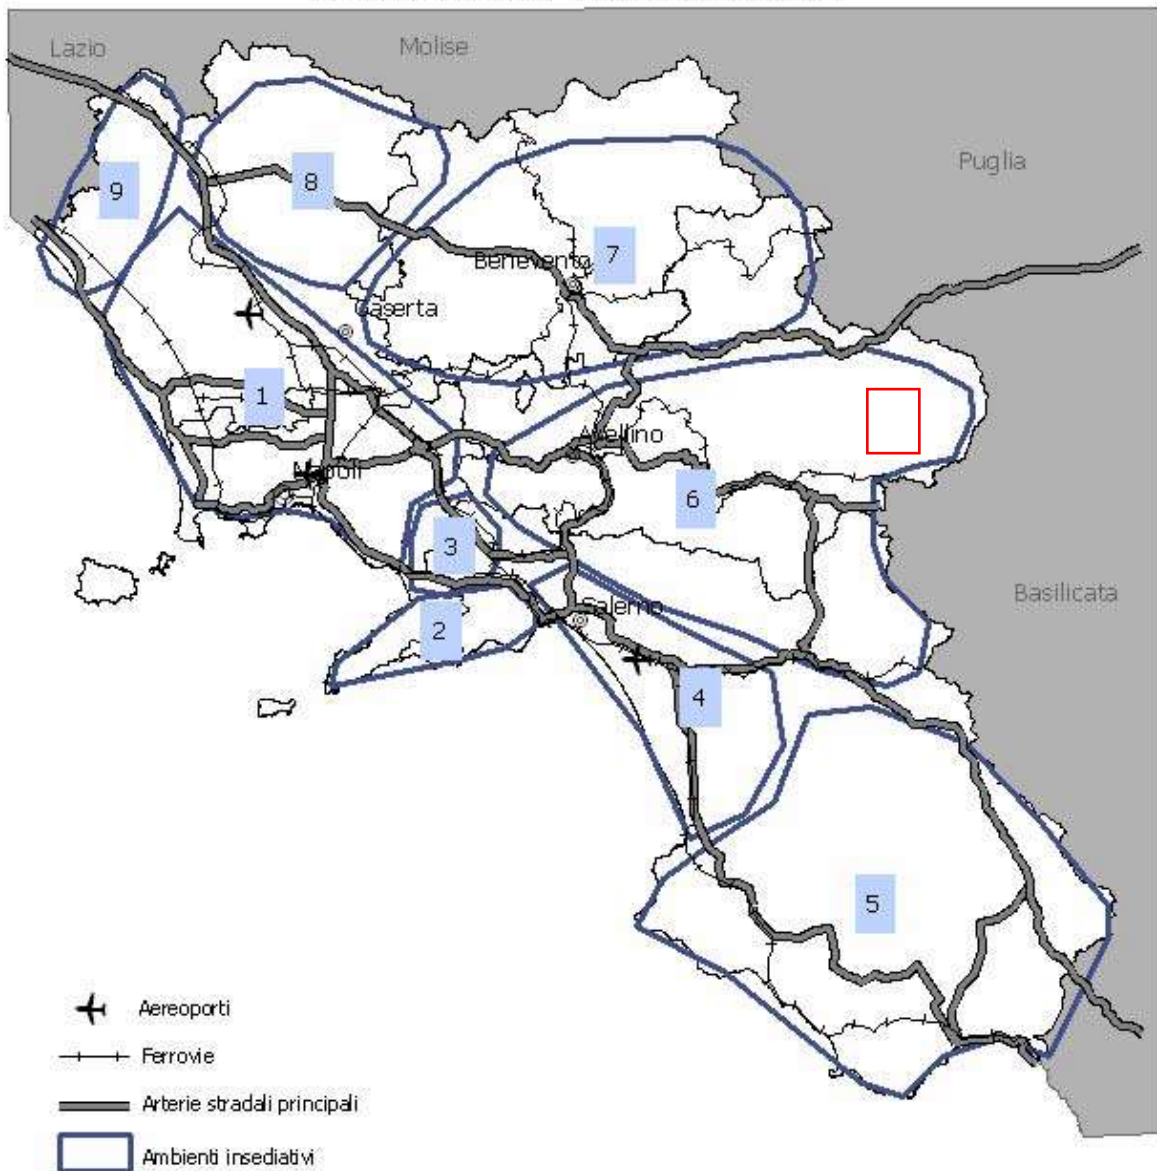 Lazio
Molise
Puglia
9
8
7
Benevento
Caserta
1
Avellino
Napoli
6
3
Basilicata
Salerno
2
4
5
Aereoporti
Ferrovie
Arterie stradali principali
Ambienti insediativi